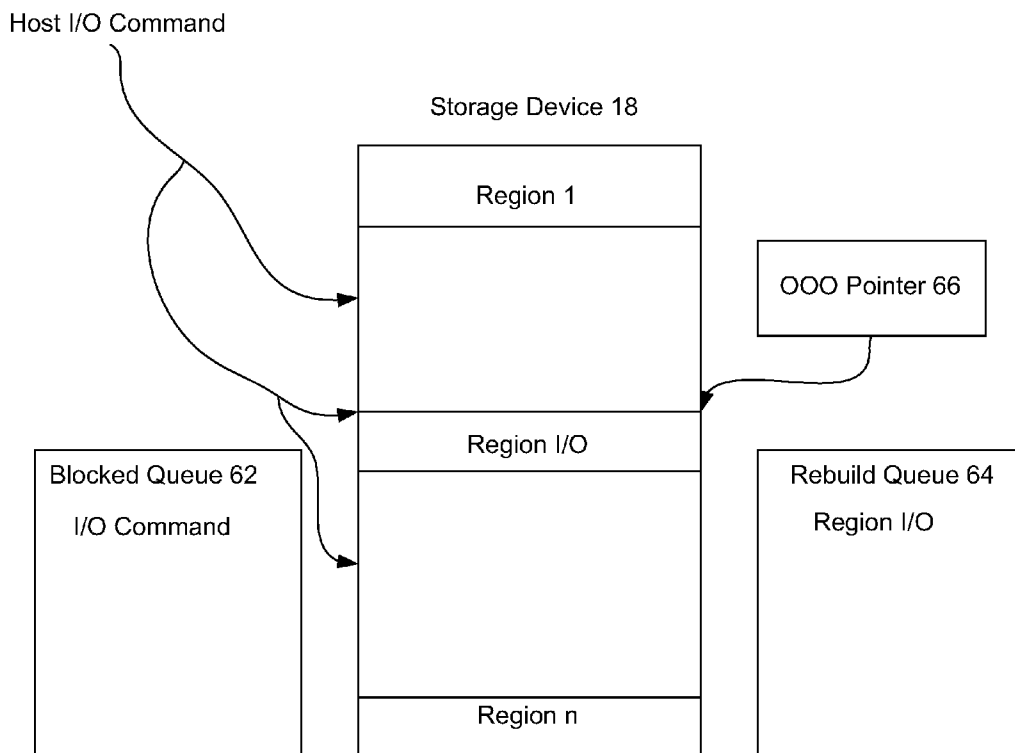 Host I/O Command
Storage Device 18
Region 1
OOO Pointer 66
Region I/O
Blocked Queue 62
I/O Command
Rebuild Queue 64
Region I/O
Region n